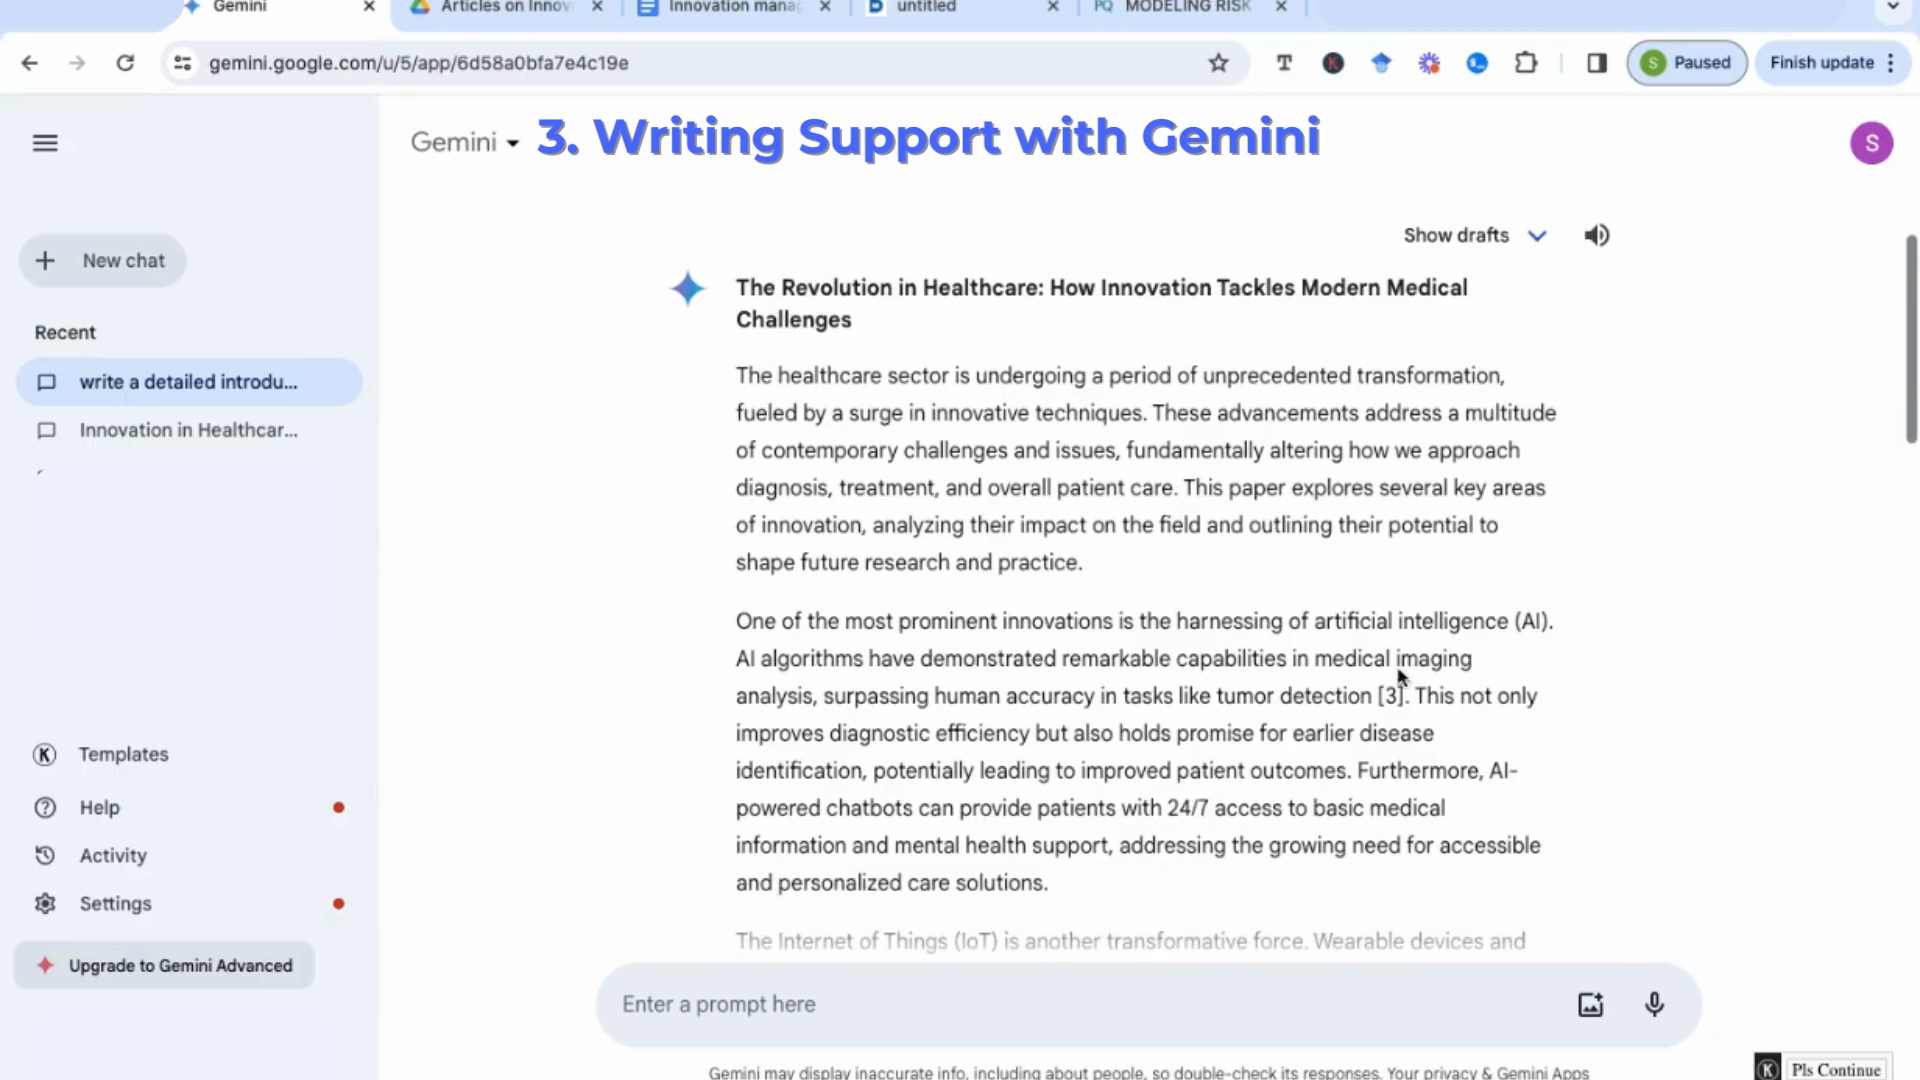 Gemini
Articles on Innov
Innovation mana
untitled
PQ MODELING RISK
gemini.google.com/u/5/app/6d58a0bfa7e4c19e
T
K
S Paused
Finish update
Gemini
3. Writing Support with Gemini
S
New chat
Show drafts
Recent
The Revolution in Healthcare: How Innovation Tackles Modern Medical
Challenges
write a detailed introdu...
Innovation in Healthcar...
The healthcare sector is undergoing a period of unprecedented transformation,
fueled by a surge in innovative techniques. These advancements address a multitude
of contemporary challenges and issues, fundamentally altering how we approach
diagnosis, treatment, and overall patient care. This paper explores several key areas
of innovation, analyzing their impact on the field and outlining their potential to
shape future research and practice.
One of the most prominent innovations is the harnessing of artificial intelligence (AI).
AI algorithms have demonstrated remarkable capabilities in medical imaging
analysis, surpassing human accuracy in tasks like tumor detection [3]. This not only
improves diagnostic efficiency but also holds promise for earlier disease
identification, potentially leading to improved patient outcomes. Furthermore, AI-
powered chatbots can provide patients with 24/7 access to basic medical
information and mental health support, addressing the growing need for accessible
and personalized care solutions.
The Internet of Things (IoT) is another transformative force. Wearable devices and
K Templates
Help
Activity
Settings
Upgrade to Gemini Advanced
Enter a prompt here
Gemini may display inaccurate info, including about people, so double-check its responses. Your privacy & Gemini Apps
K Pls Continue